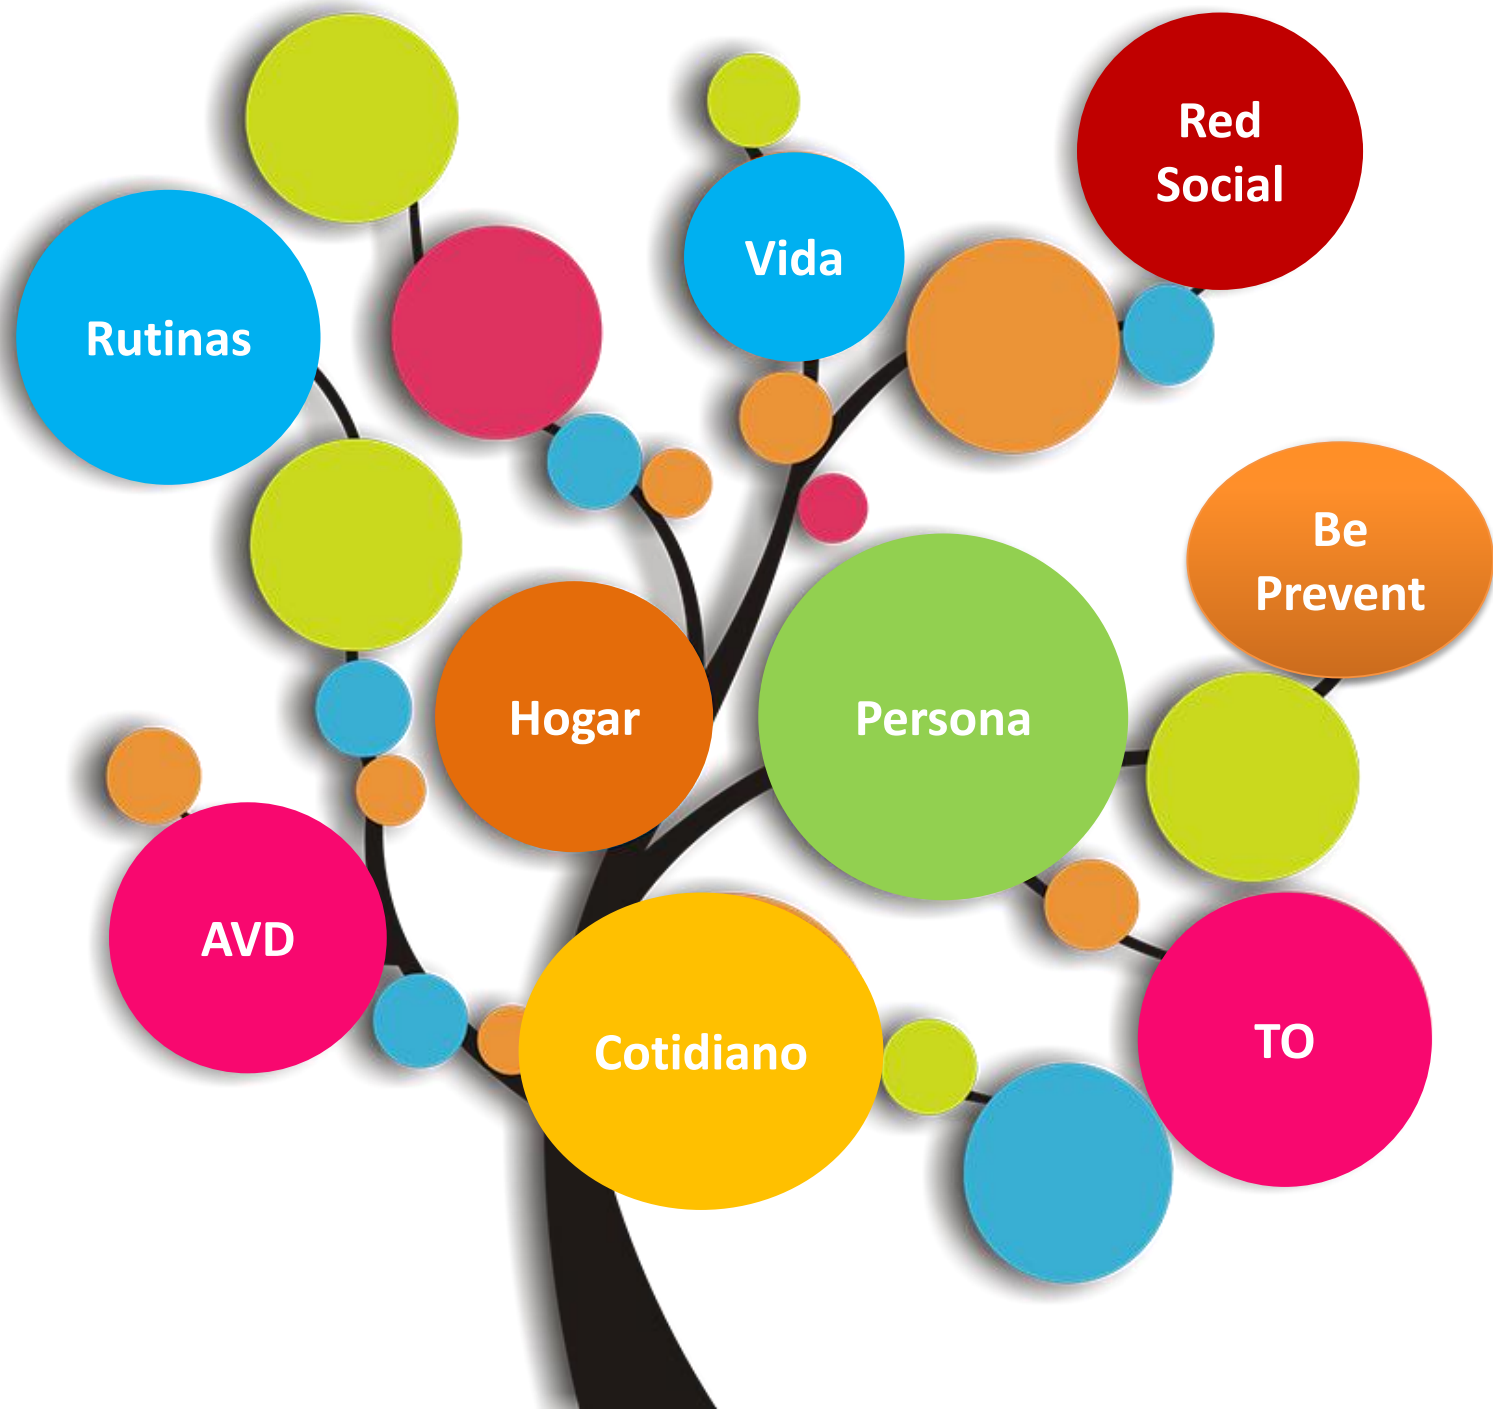 Red
Social
Vida
Rutinas
Be
Prevent
Hogar
Persona
AVD
TO
Cotidiano